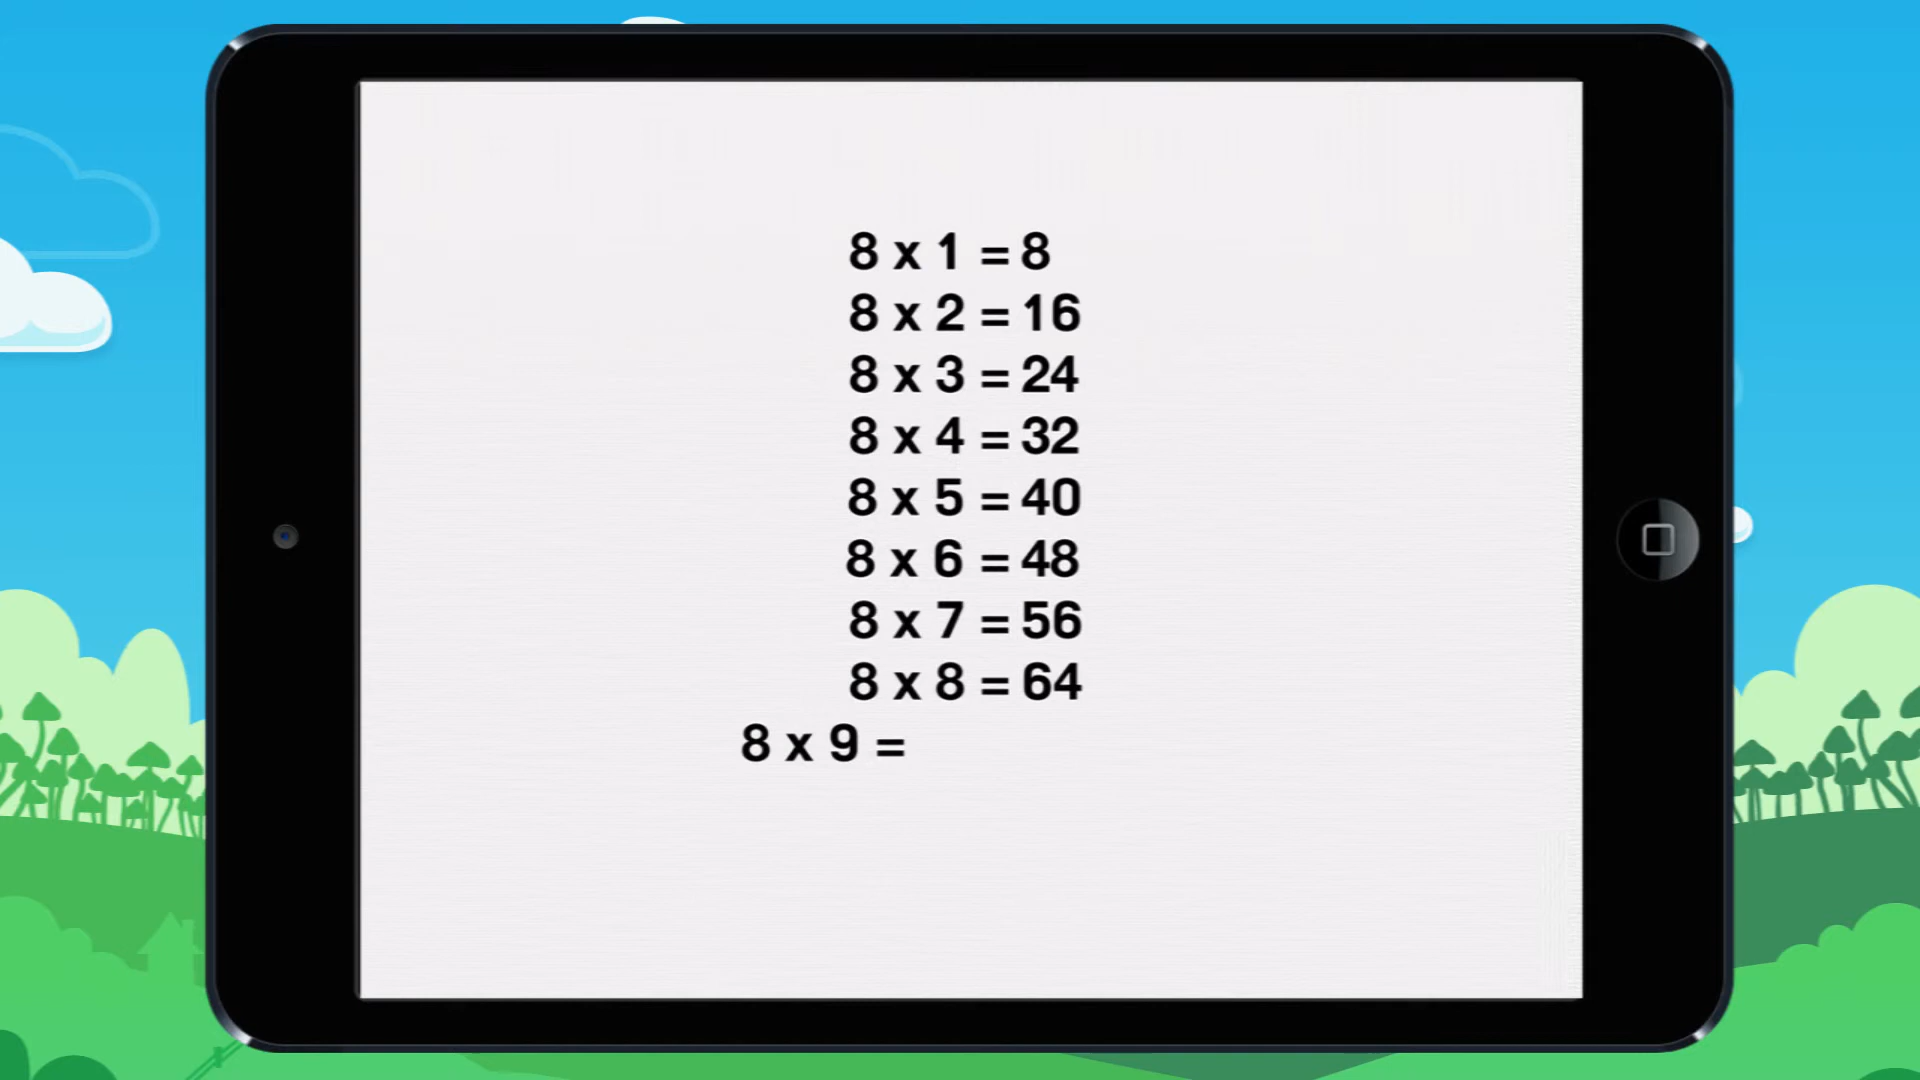 8 x 1 = 8
8 x 2 = 16
8 x 3 = 24
8 x 4 = 32
8 x 5 = 40
8 x 6 = 48
8 x 7 = 56
8 x 8 = 64
8 x 9 =